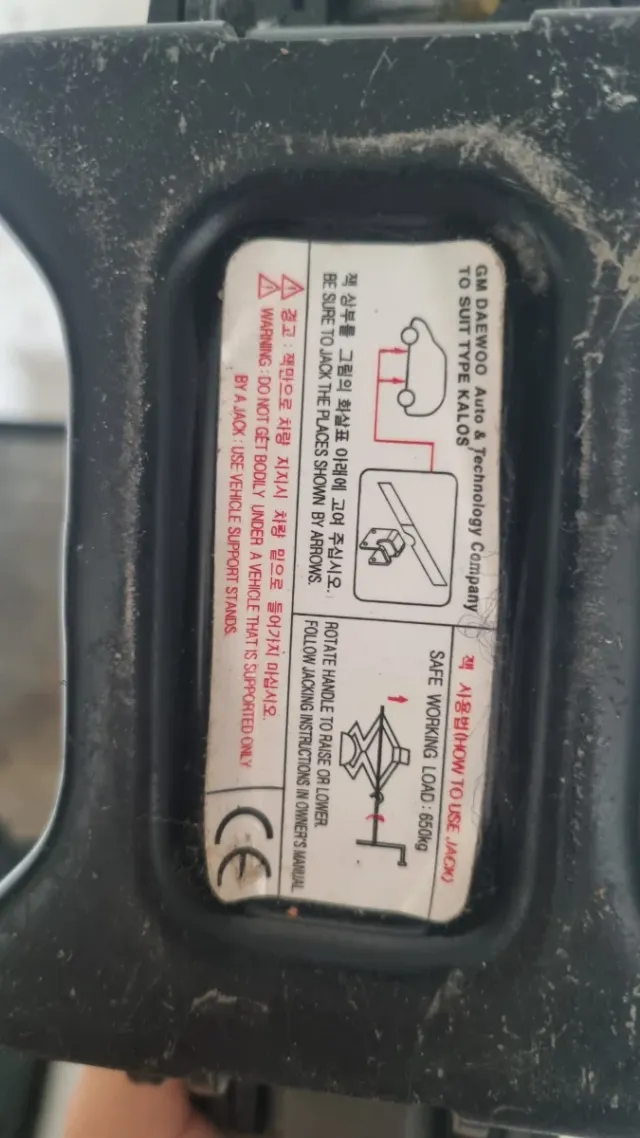 GM DAEWOO Auto & Technology Company
TO SUIT TYPE KALOS
잭 상부를 그림의 화살표 아래에 고여 주십시오.
BE SURE TO JACK THE PLACES SHOWN BY ARROWS.
잭 사용법(HOW TO USE JACK)
SAFE WORKING LOAD : 650kg
ROTATE HANDLE TO RAISE OR LOWER.
FOLLOW JACKING INSTRUCTIONS IN OWNER'S MANUAL
경고 : 잭만으로 차량 지지시 차량 밑으로 들어가지 마십시오.
WARNING : DO NOT GET BODILY UNDER A VEHICLE THAT IS SUPPORTED ONLY
BY A JACK : USE VEHICLE SUPPORT STANDS.
CE